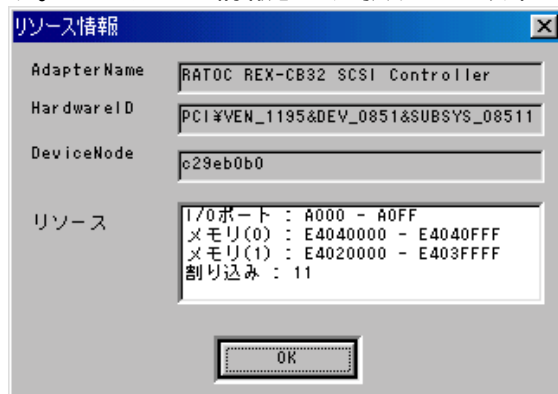 リソース情報
AdapterName RATOC REX-CB32 SCSI Controller
HardwareID PCI¥VEN_1195&DEV_0851&SUBSYS_08511
DeviceNode c29eb0b0
リソース
I/Oポート : A000 - A0FF
メモリ(0) : E4040000 - E4040FFF
メモリ(1) : E4020000 - E403FFFF
割り込み : 11
OK